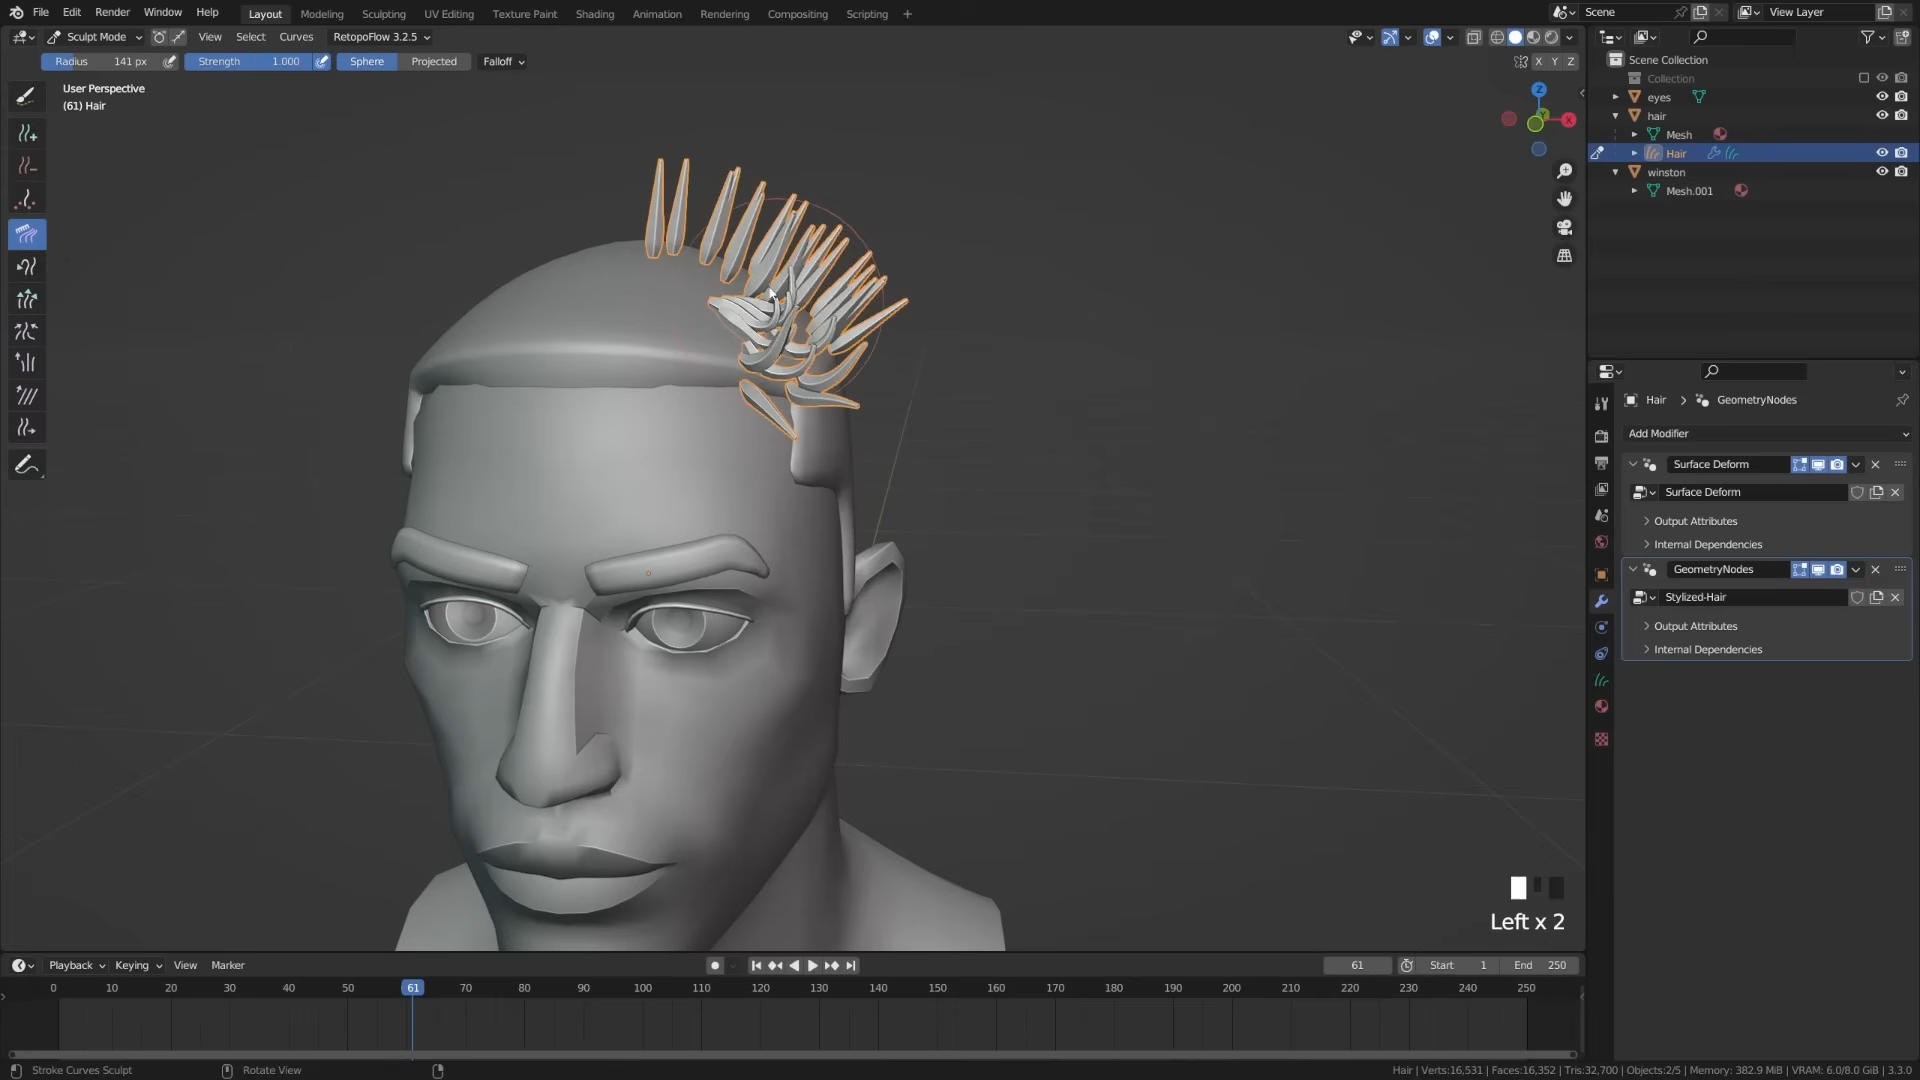 File Edit Render Window Help Layout Modeling Sculpting UV Editing Texture Paint Shading Animation Rendering Compositing Scripting + Scene View Layer
Sculpt Mode View Select Curves RetopoFlow 3.2.5
Radius 141 px Strength 1.000 Sphere Projected Falloff X Y Z
User Perspective
(61) Hair
Z
X
Scene Collection
Collection
eyes
hair
Mesh
Hair
winston
Mesh.001
Hair GeometryNodes
Add Modifier
Surface Deform
Surface Deform
Output Attributes
Internal Dependencies
GeometryNodes
Stylized-Hair
Output Attributes
Internal Dependencies
Left x 2
Playback Keying View Marker 61 Start 1 End 250
0 10 20 30 40 50 61 70 80 90 100 110 120 130 140 150 160 170 180 190 200 210 220 230 240 250
Stroke Curves Sculpt Rotate View Hair | Verts:16,531 | Faces:16,352 | Tris:32,700 | Objects:2/5 | Memory: 382.9 MiB | VRAM: 6.0/8.0 GiB | 3.3.0